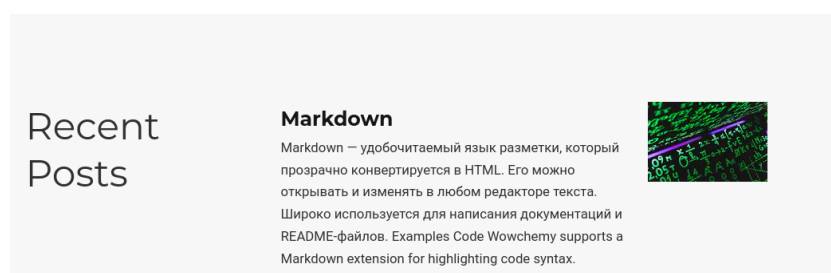 Recent
Posts
Markdown
Markdown — удобочитаемый язык разметки, который
прозрачно конвертируется в HTML. Его можно
открывать и изменять в любом редакторе текста.
Широко используется для написания документаций и
README-файлов. Examples Code Wowchemy supports a
Markdown extension for highlighting code syntax.